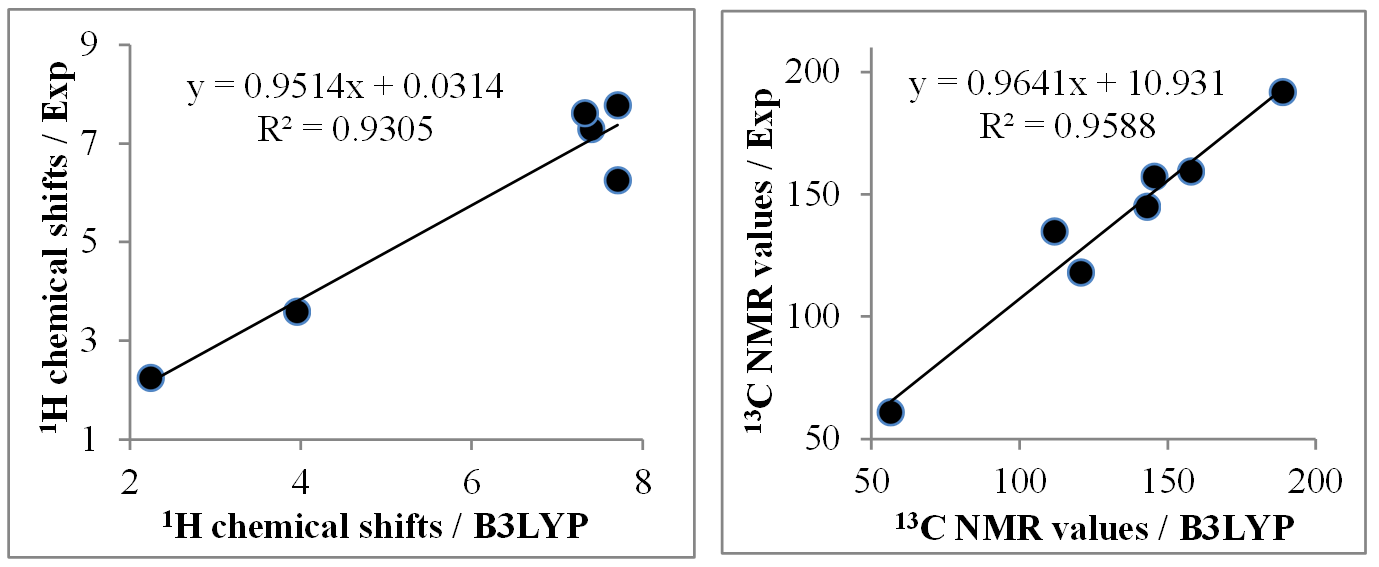 9
7
5
3
1
¹H chemical shifts / Exp
y = 0.9514x + 0.0314
R² = 0.9305
2 4 6 8
¹H chemical shifts / B3LYP
200
150
100
50
¹³C NMR values / Exp
y = 0.9641x + 10.931
R² = 0.9588
50 100 150 200
¹³C NMR values / B3LYP